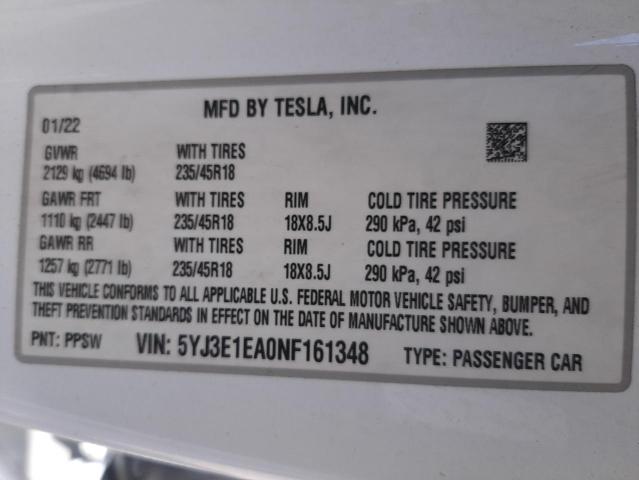 MFD BY TESLA, INC.
01/22
GVWR WITH TIRES
2129 kg (4694 lb) 235/45R18
GAWR FRT WITH TIRES RIM COLD TIRE PRESSURE
1110 kg (2447 lb) 235/45R18 18X8.5J 290 kPa, 42 psi
GAWR RR WITH TIRES RIM COLD TIRE PRESSURE
1257 kg (2771 lb) 235/45R18 18X8.5J 290 kPa, 42 psi
THIS VEHICLE CONFORMS TO ALL APPLICABLE U.S. FEDERAL MOTOR VEHICLE SAFETY, BUMPER, AND
THEFT PREVENTION STANDARDS IN EFFECT ON THE DATE OF MANUFACTURE SHOWN ABOVE.
PNT: PPSW VIN: 5YJ3E1EA0NF161348 TYPE: PASSENGER CAR